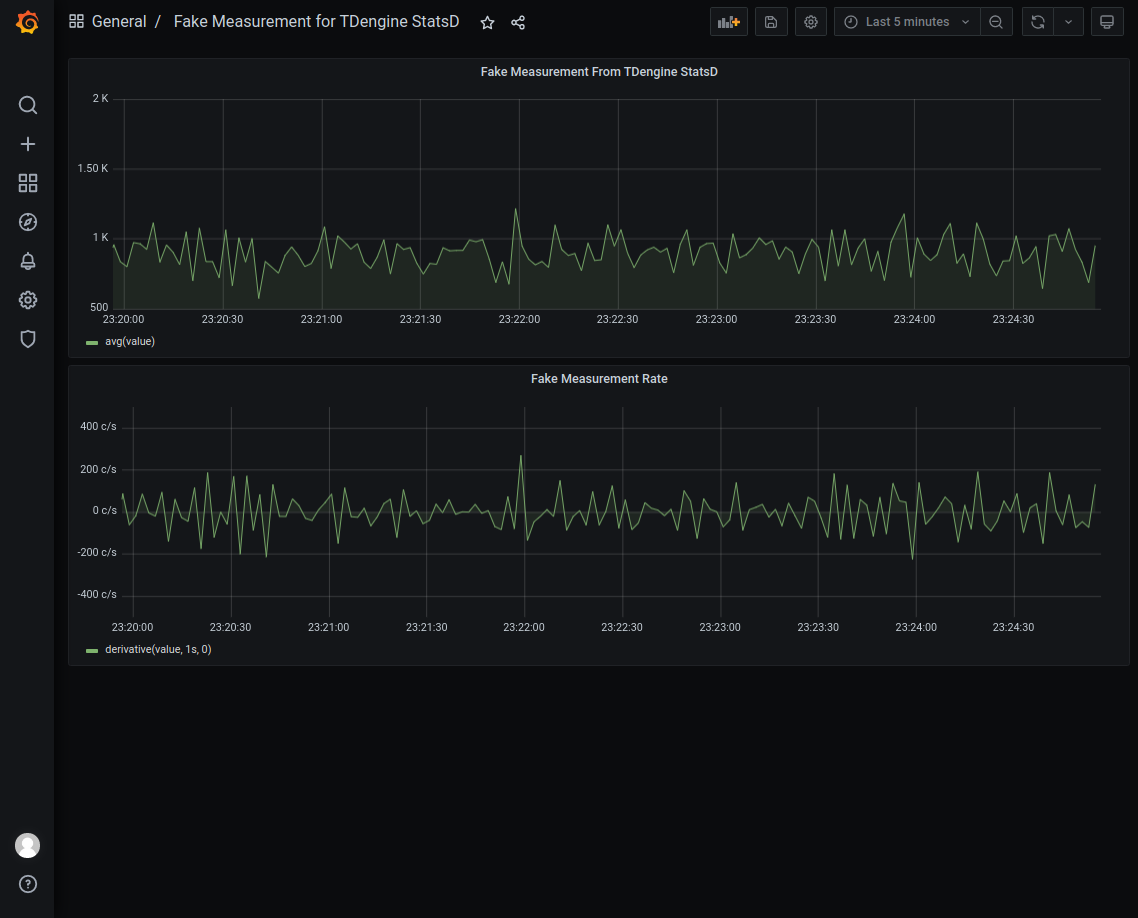 General / Fake Measurement for TDengine StatsD
Last 5 minutes
Fake Measurement From TDengine StatsD
2 K
1.50 K
1 K
500
23:20:00 23:20:30 23:21:00 23:21:30 23:22:00 23:22:30 23:23:00 23:23:30 23:24:00 23:24:30
avg(value)
Fake Measurement Rate
400 c/s
200 c/s
0 c/s
-200 c/s
-400 c/s
23:20:00 23:20:30 23:21:00 23:21:30 23:22:00 23:22:30 23:23:00 23:23:30 23:24:00 23:24:30
derivative(value, 1s, 0)